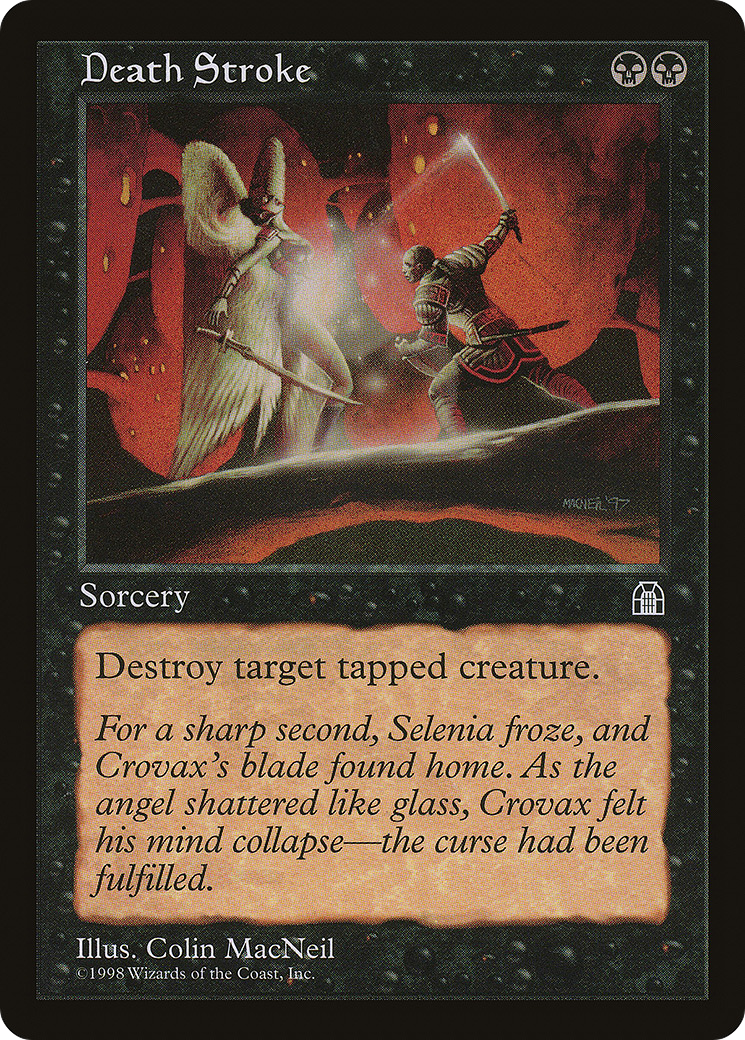 Death Stroke
MACNEIL '97
Sorcery
Destroy target tapped creature.
For a sharp second, Selenia froze, and
Crovax's blade found home. As the
angel shattered like glass, Crovax felt
his mind collapse—the curse had been
fulfilled.
Illus. Colin MacNeil
©1998 Wizards of the Coast, Inc.